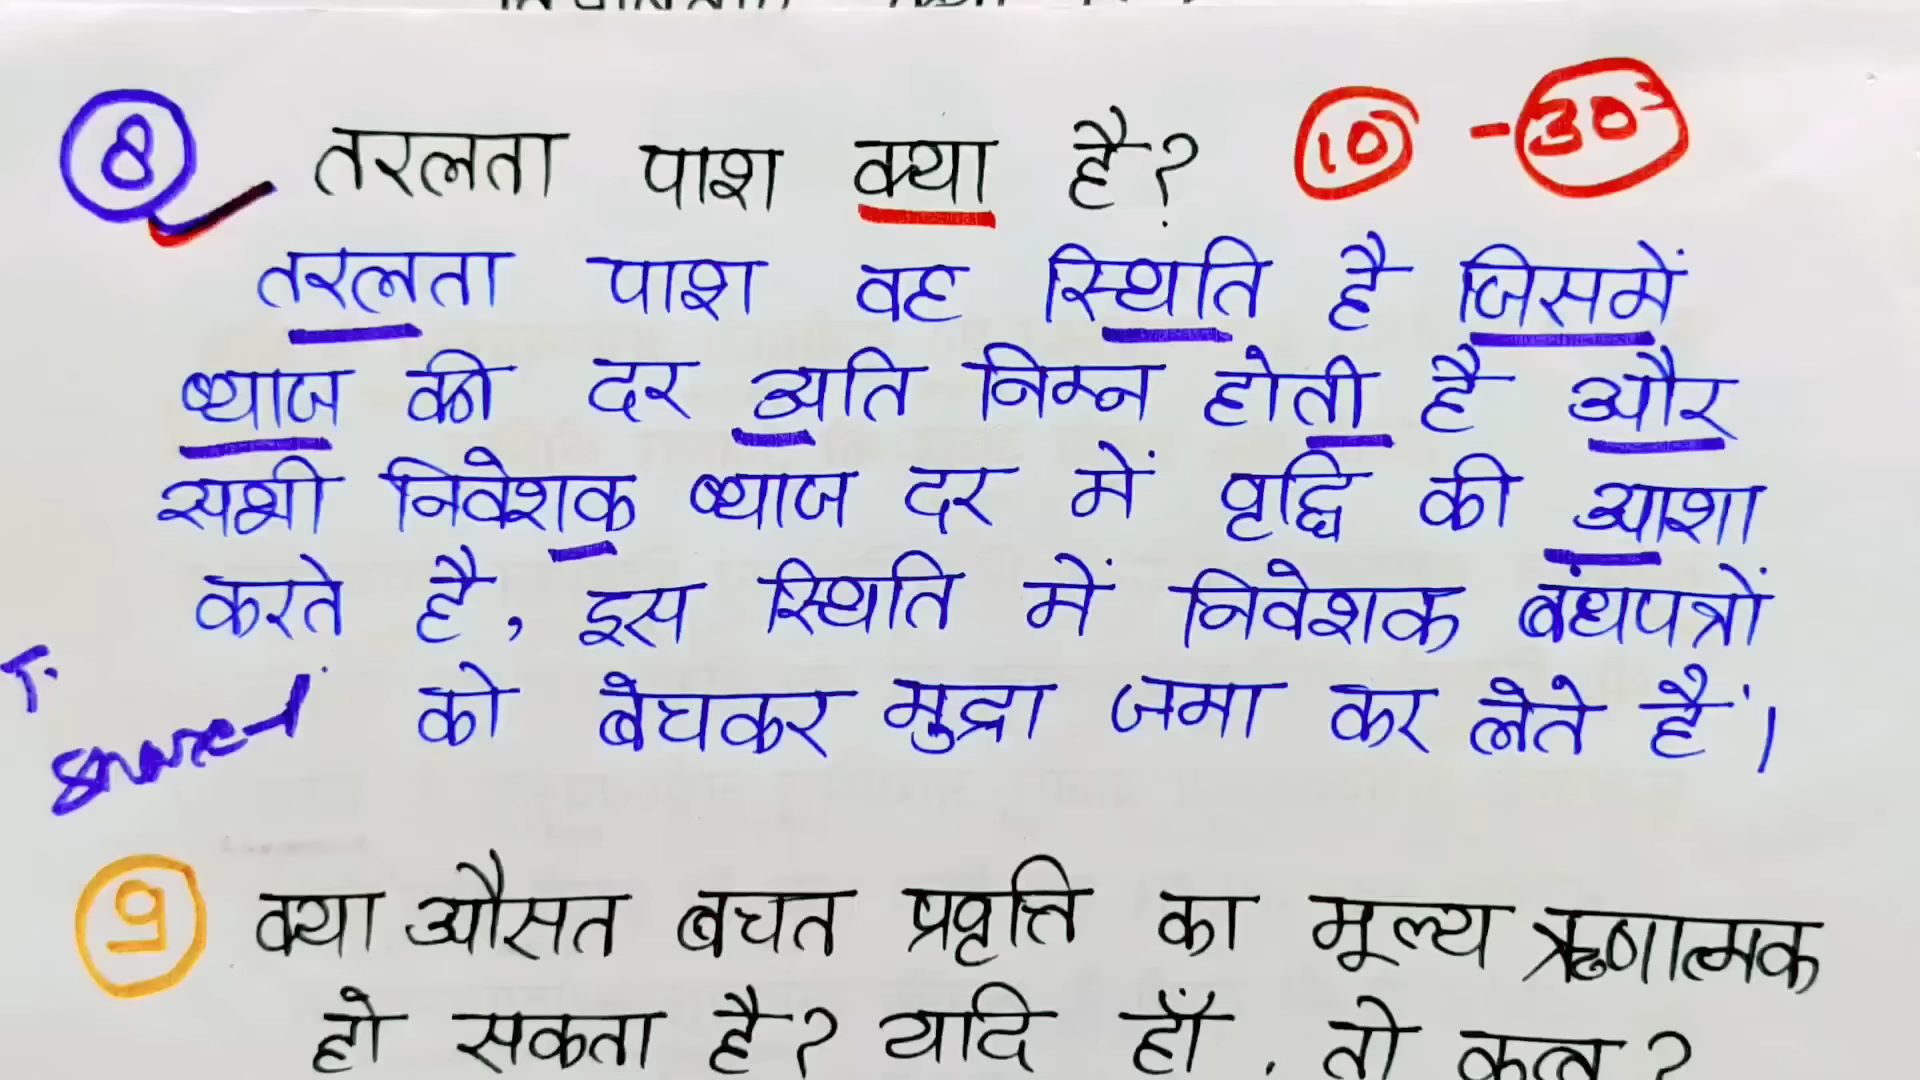 8 तरलता पाश क्या है? 10 - 30
तरलता पाश वह स्थिति है जिसमें
ब्याज की दर अति निम्न होती है और
सभी निवेशक ब्याज दर में वृद्धि की आशा
करते है, इस स्थिति में निवेशक बंधपत्रों
को बेचकर मुद्रा जमा कर लेते हैं।
9 क्या औसत बचत प्रवृत्ति का मूल्य ऋणात्मक
हो सकता है? यदि हाँ, तो कब?